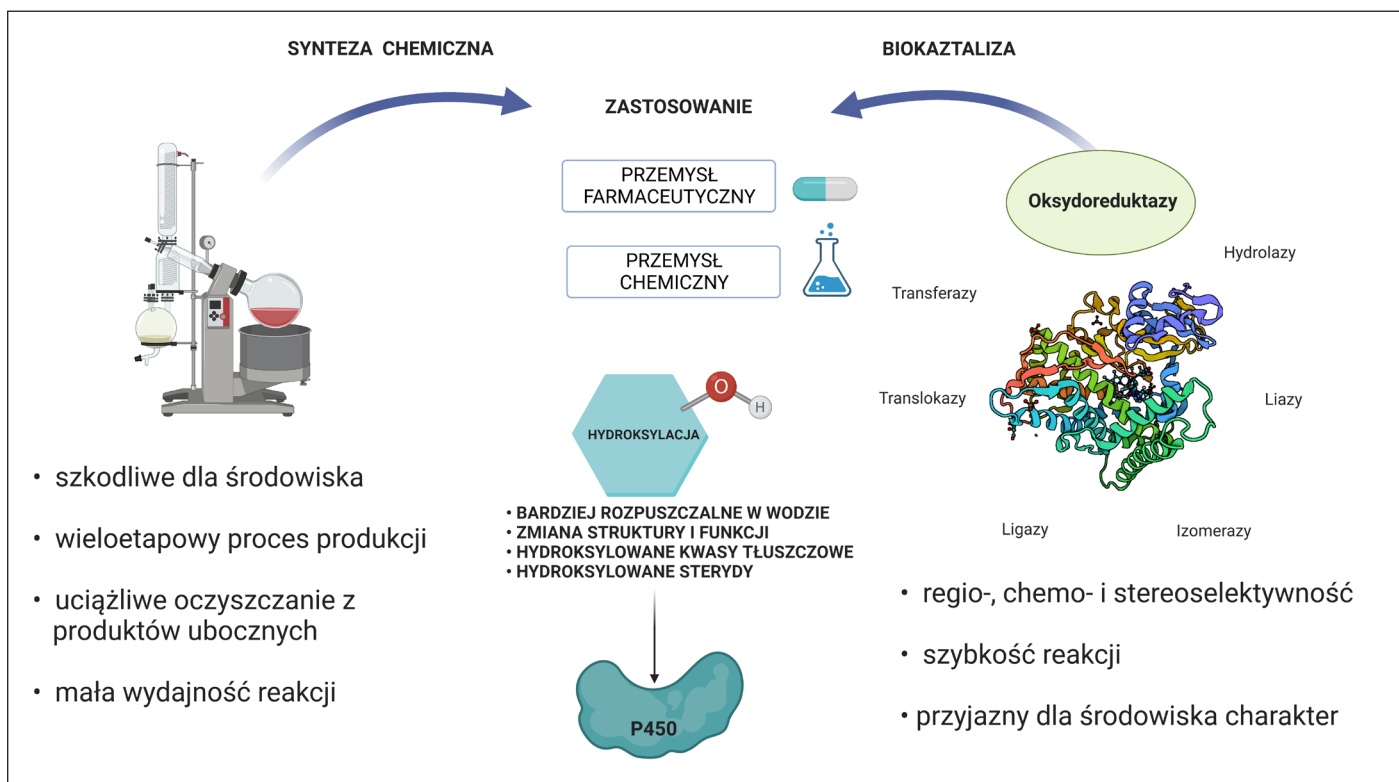 SYNTEZA CHEMICZNA
BIOKAZTALIZA
ZASTOSOWANIE
PRZEMYSŁ
FARMACEUTYCZNY
PRZEMYSŁ
CHEMICZNY
Oksydoreduktazy
Hydrolazy
Transferazy
Translokazy
Liazy
Ligazy
Izomerazy
O
H
HYDROKSYLACJA
• BARDZIEJ ROZPUSZCZALNE W WODZIE
• ZMIANA STRUKTURY I FUNKCJI
• HYDROKSYLOWANE KWASY TŁUSZCZOWE
• HYDROKSYLOWANE STERYDY
P450
• szkodliwe dla środowiska
• wieloetapowy proces produkcji
• uciążliwe oczyszczanie z
produktów ubocznych
• mała wydajność reakcji
• regio-, chemo- i stereoselektywność
• szybkość reakcji
• przyjazny dla środowiska charakter